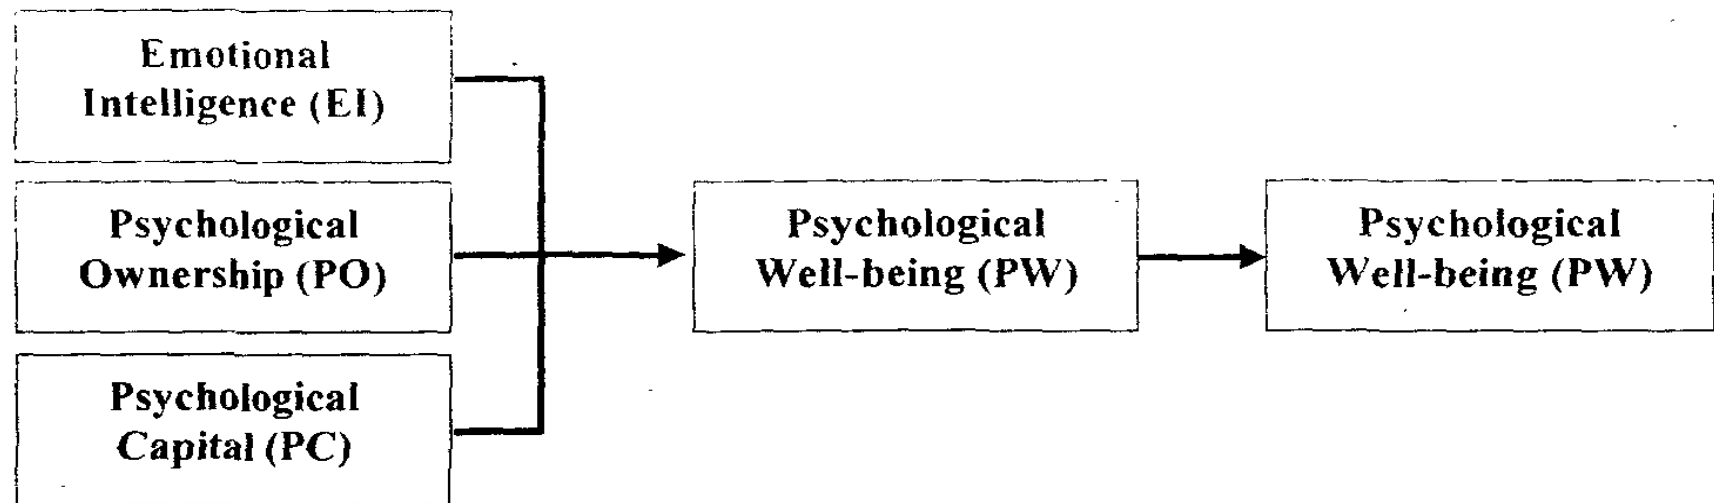 Emotional
Intelligence (EI)
Psychological
Ownership (PO)
Psychological
Capital (PC)
Psychological
Well-being (PW)
Psychological
Well-being (PW)